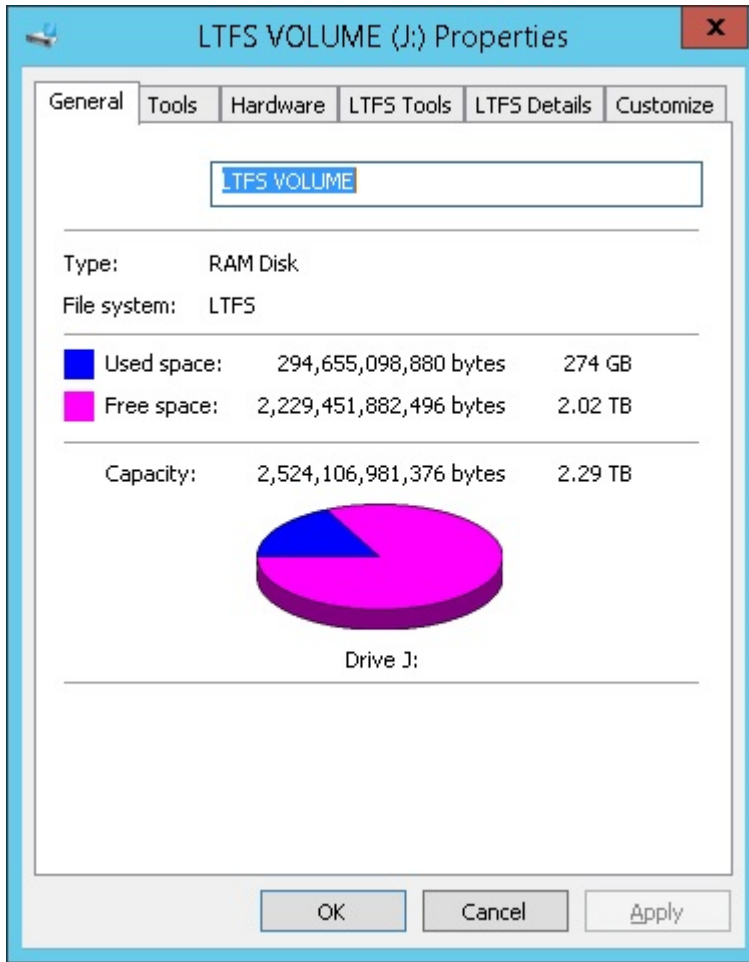 LTFS VOLUME (J:) Properties x
General Tools Hardware LTFS Tools LTFS Details Customize
LTFS VOLUME
Type: RAM Disk
File system: LTFS
Used space: 294,655,098,880 bytes 274 GB
Free space: 2,229,451,882,496 bytes 2.02 TB
Capacity: 2,524,106,981,376 bytes 2.29 TB
Drive J:
OK Cancel Apply